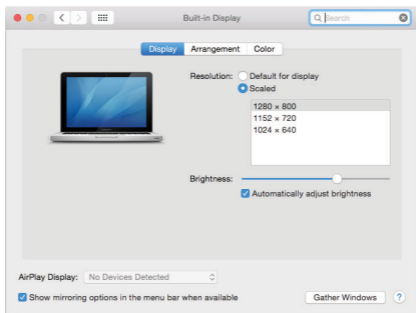 Built-in Display
Search
Display Arrangement Color
Resolution: Default for display
Scaled
1280 × 800
1152 × 720
1024 × 640
Brightness:
Automatically adjust brightness
AirPlay Display: No Devices Detected
Show mirroring options in the menu bar when available
Gather Windows ?